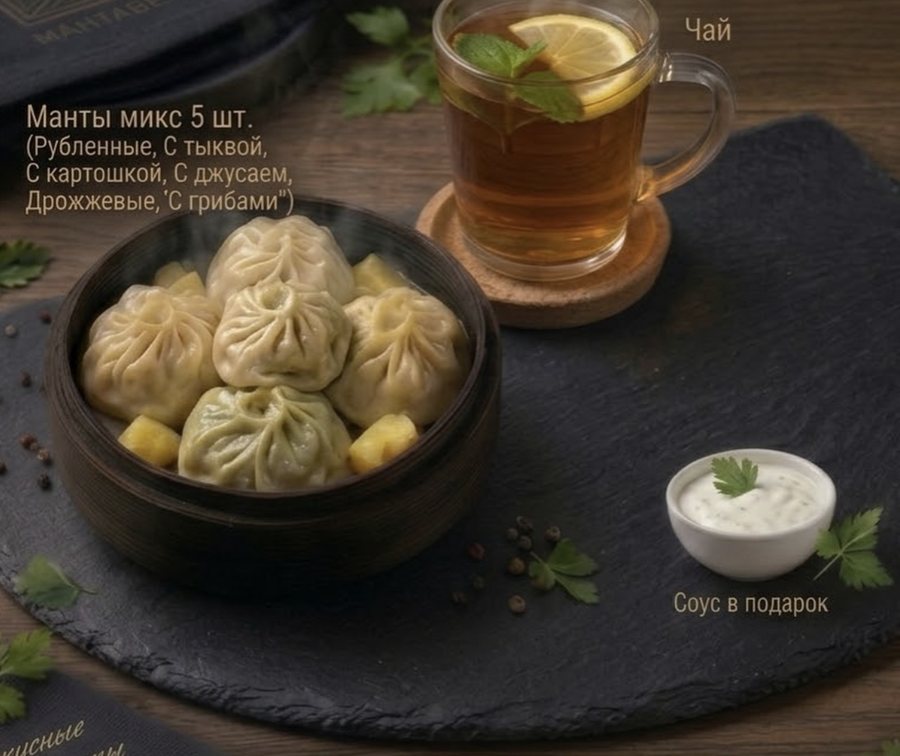 Чай
Манты микс 5 шт.
(Рубленные, С тыквой,
С картошкой, С джусаем,
Дрожжевые, "С грибами")
Соус в подарок